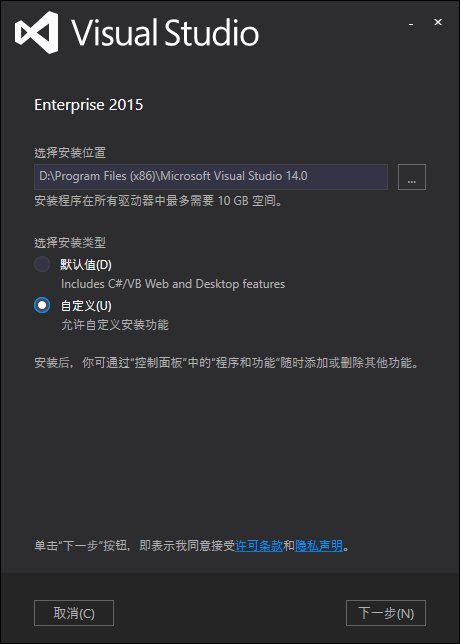 Visual Studio
Enterprise 2015
选择安装位置
D:\Program Files (x86)\Microsoft Visual Studio 14.0
...
安装程序在所有驱动器中最多需要 10 GB 空间。
选择安装类型
默认值(D)
Includes C#/VB Web and Desktop features
自定义(U)
允许自定义安装功能
安装后，你可通过“控制面板”中的“程序和功能”随时添加或删除其他功能。
单击“下一步”按钮，即表示我同意接受许可条款和隐私声明。
取消(C)
下一步(N)